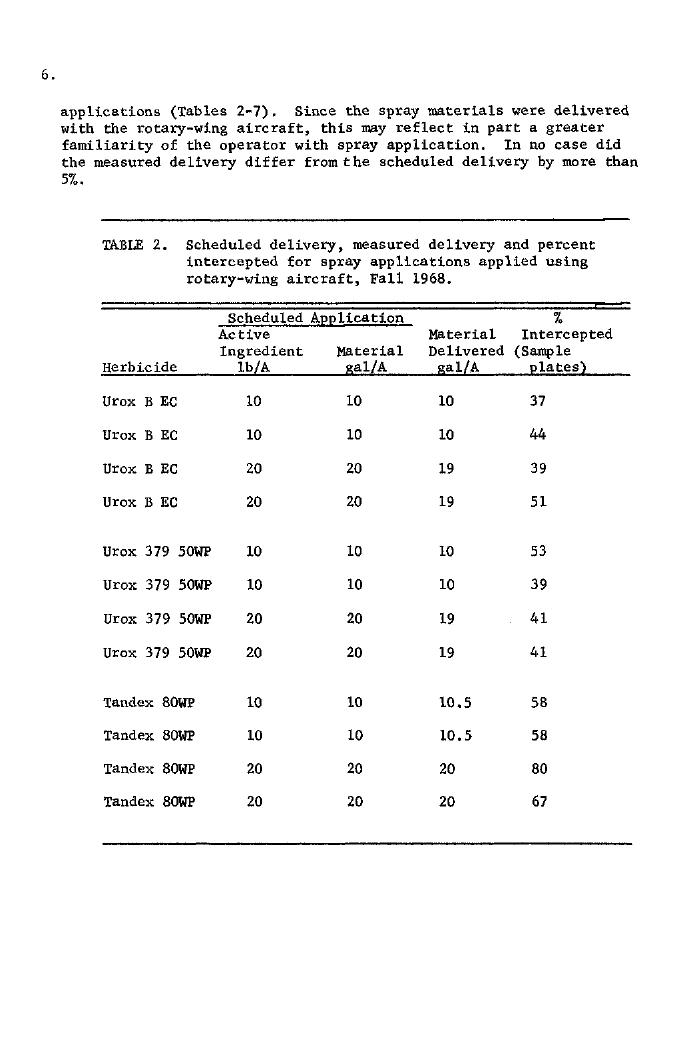 6.
applications (Tables 2-7). Since the spray materials were delivered
with the rotary-wing aircraft, this may reflect in part a greater
familiarity of the operator with spray application. In no case did
the measured delivery differ from the scheduled delivery by more than
5%.
TABLE 2. Scheduled delivery, measured delivery and percent
intercepted for spray applications applied using
rotary-wing aircraft, Fall 1968.
Scheduled Application %
Active Material Intercepted
Ingredient Material Delivered (Sample
Herbicide lb/A gal/A gal/A plates)
Urox B EC 10 10 10 37
Urox B EC 10 10 10 44
Urox B EC 20 20 19 39
Urox B EC 20 20 19 51
Urox 379 50WP 10 10 10 53
Urox 379 50WP 10 10 10 39
Urox 379 50WP 20 20 19 41
Urox 379 50WP 20 20 19 41
Tandex 80WP 10 10 10.5 58
Tandex 80WP 10 10 10.5 58
Tandex 80WP 20 20 20 80
Tandex 80WP 20 20 20 67